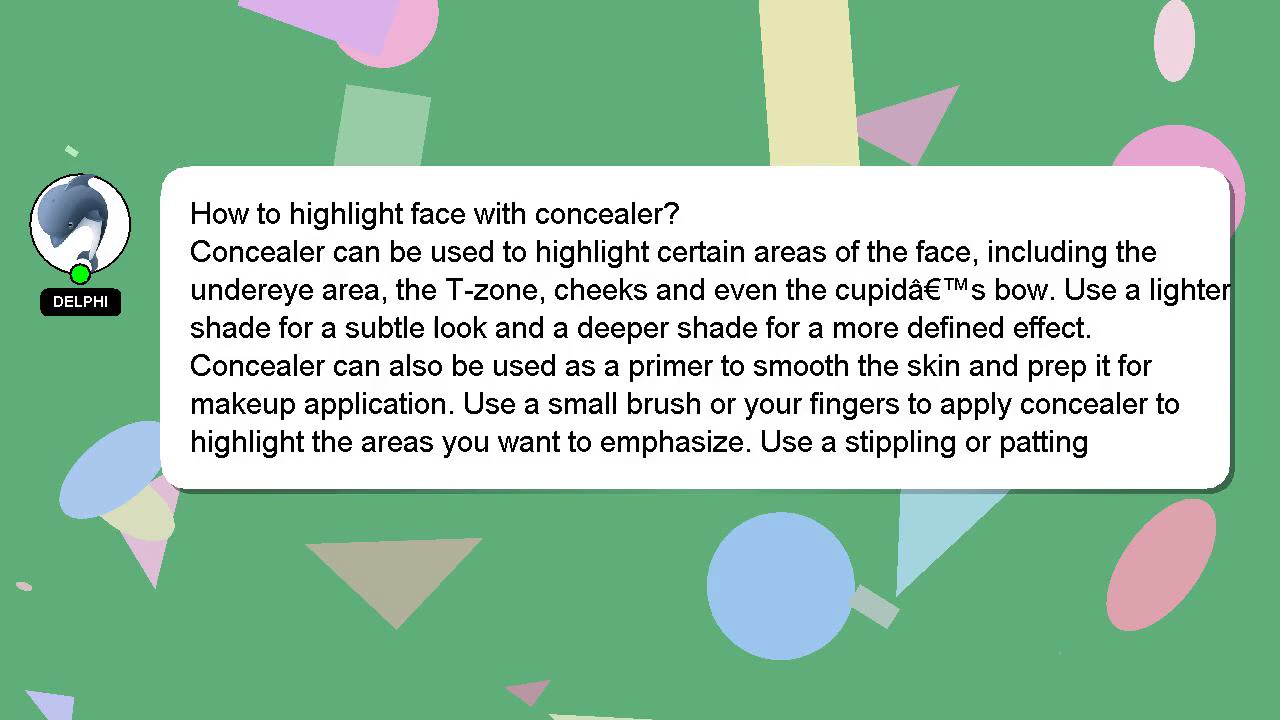 How to highlight face with concealer?
Concealer can be used to highlight certain areas of the face, including the
undereye area, the T-zone, cheeks and even the cupidâ€™s bow. Use a lighter
shade for a subtle look and a deeper shade for a more defined effect.
Concealer can also be used as a primer to smooth the skin and prep it for
makeup application. Use a small brush or your fingers to apply concealer to
highlight the areas you want to emphasize. Use a stippling or patting
DELPHI